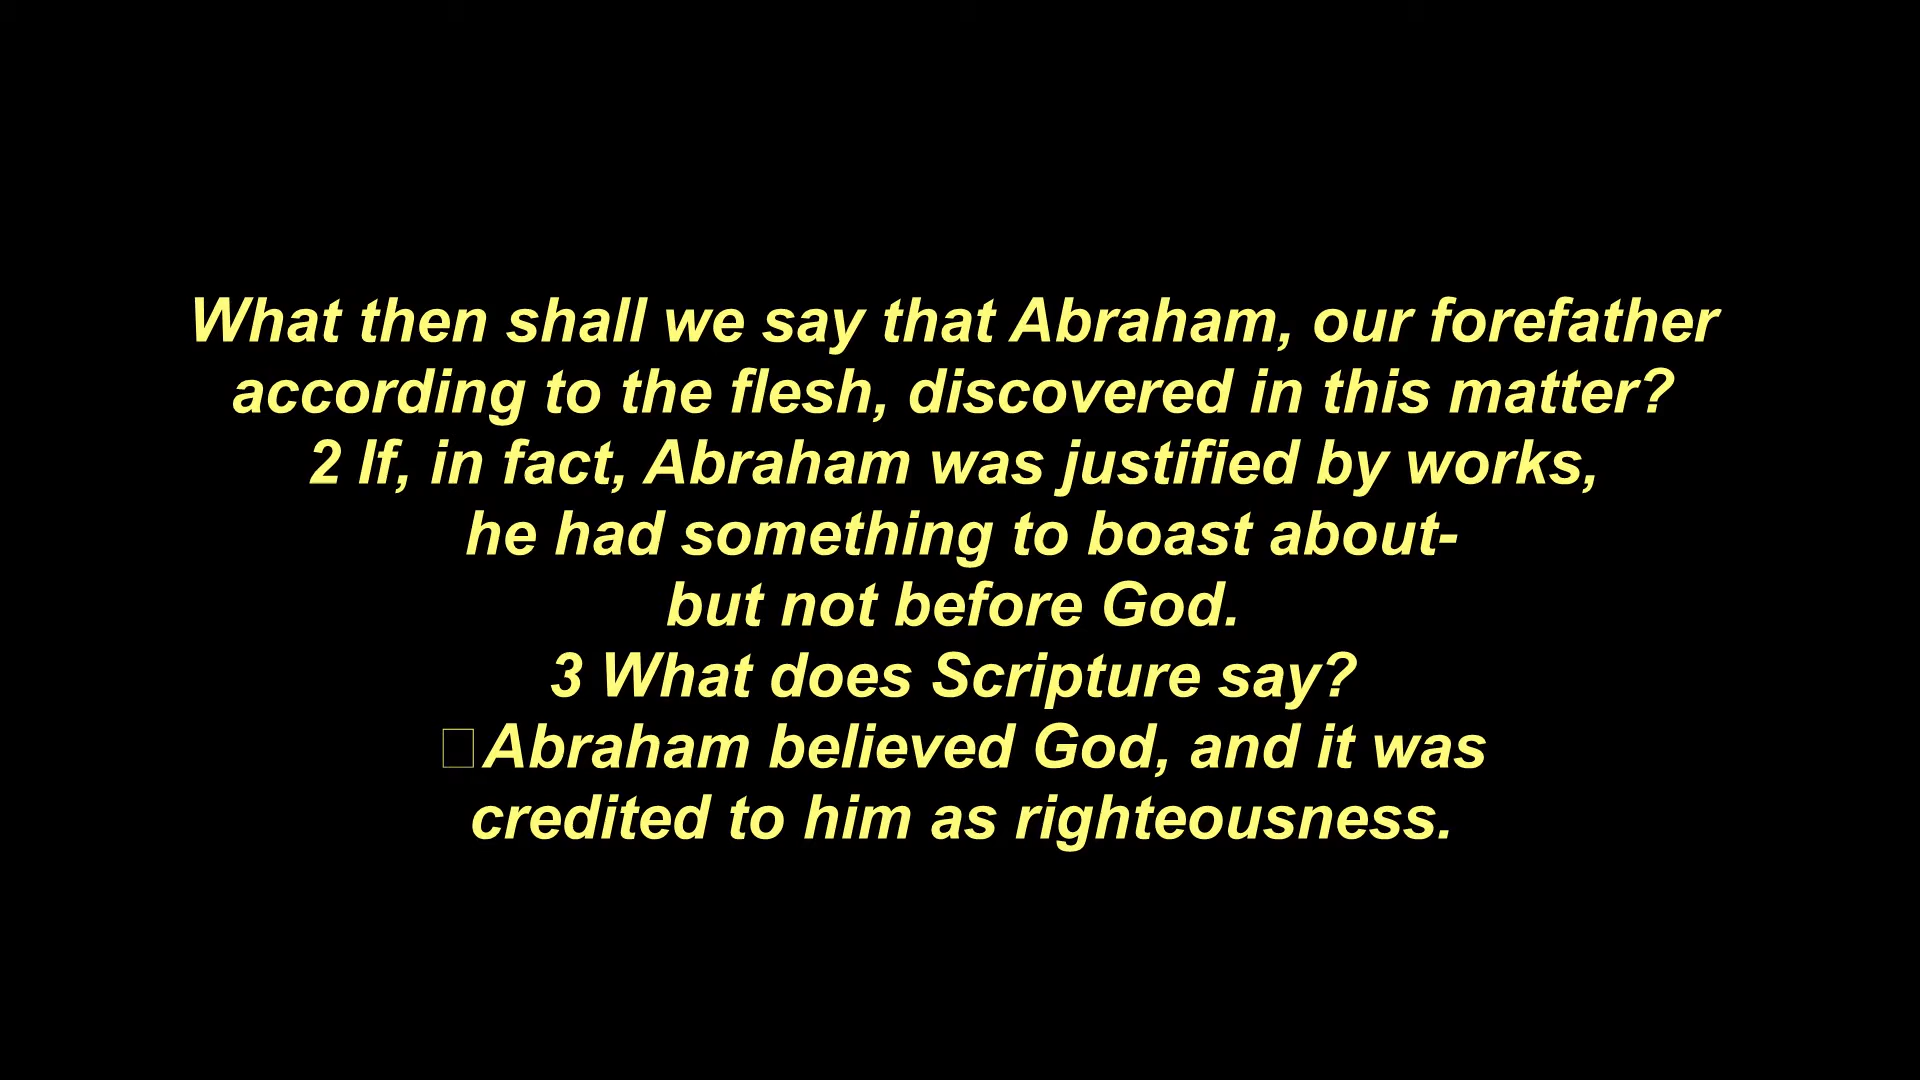 What then shall we say that Abraham, our forefather
according to the flesh, discovered in this matter?
2 If, in fact, Abraham was justified by works,
he had something to boast about-
but not before God.
3 What does Scripture say?
□Abraham believed God, and it was
credited to him as righteousness.